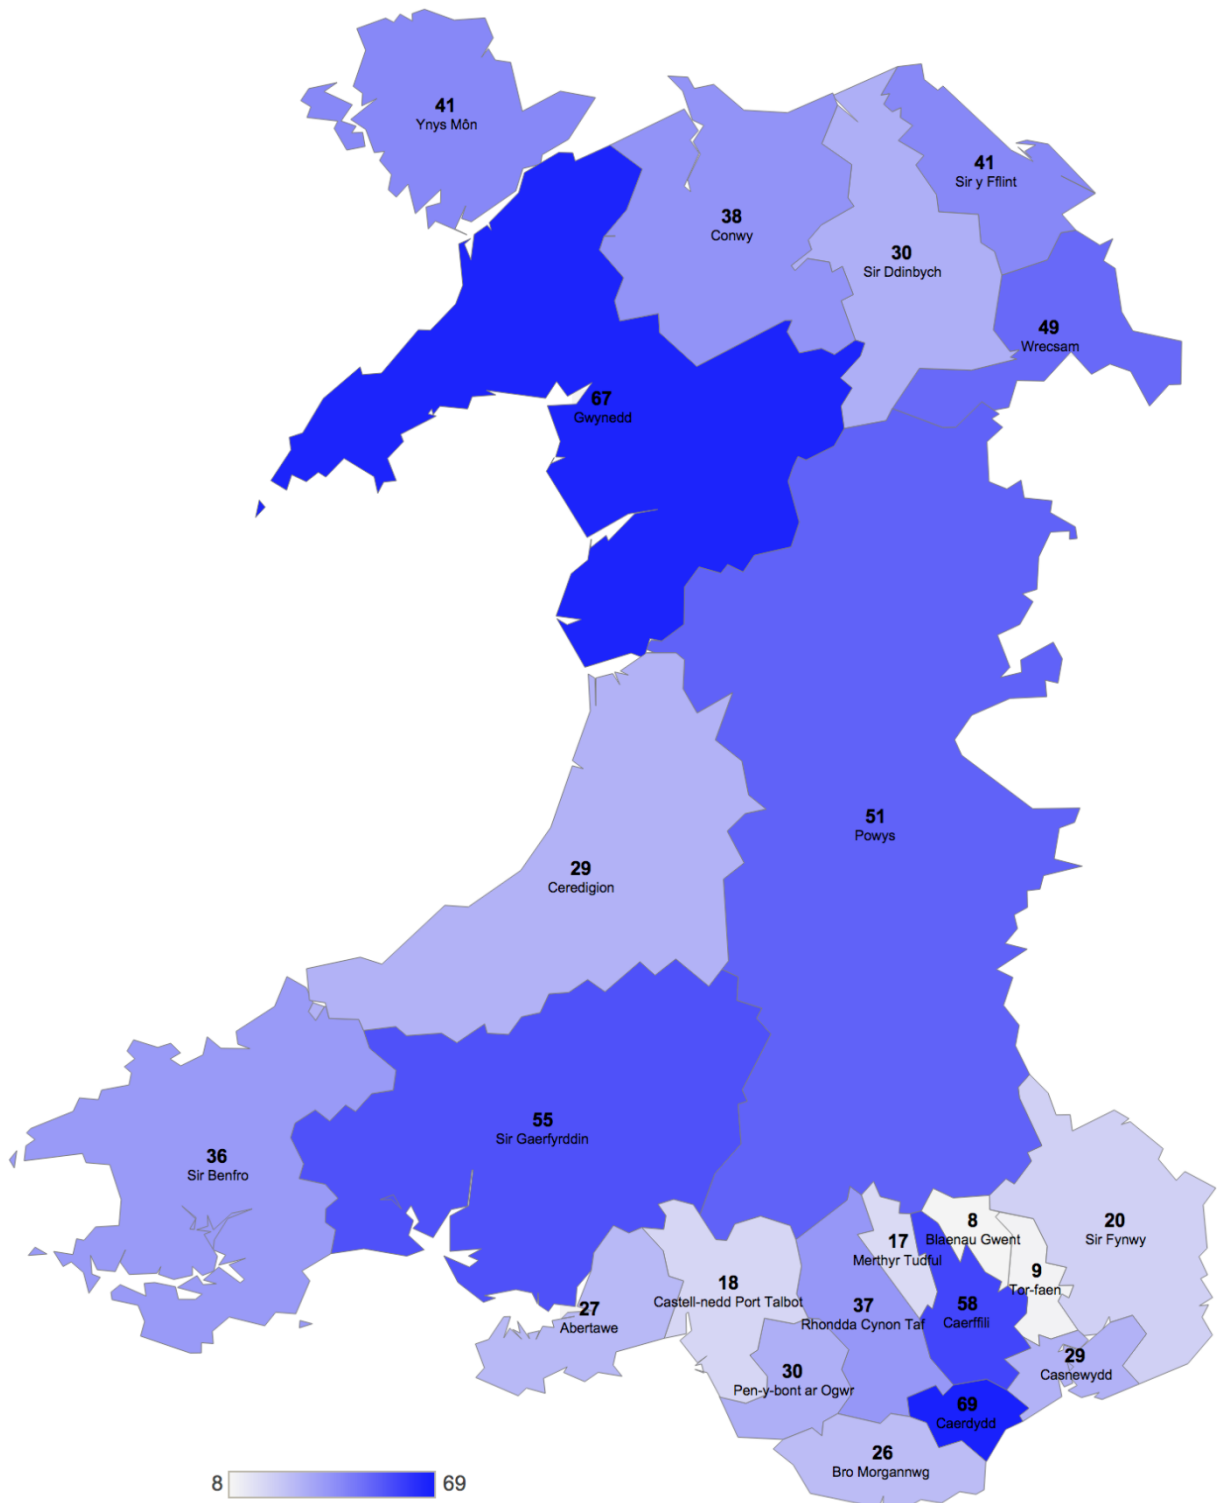 41
Ynys Môn
41
Sir y Fflint
38
Conwy
30
Sir Ddinbych
49
Wrecsam
67
Gwynedd
51
Powys
29
Ceredigion
55
Sir Gaerfyrddin
36
Sir Benfro
8
Blaenau Gwent
20
Sir Fynwy
17
Merthyr Tudful
9
Tor-faen
18
Castell-nedd Port Talbot
37
Rhondda Cynon Taf
58
Caerffili
27
Abertawe
29
Casnewydd
30
Pen-y-bont ar Ogwr
69
Caerdydd
26
Bro Morgannwg
8 69